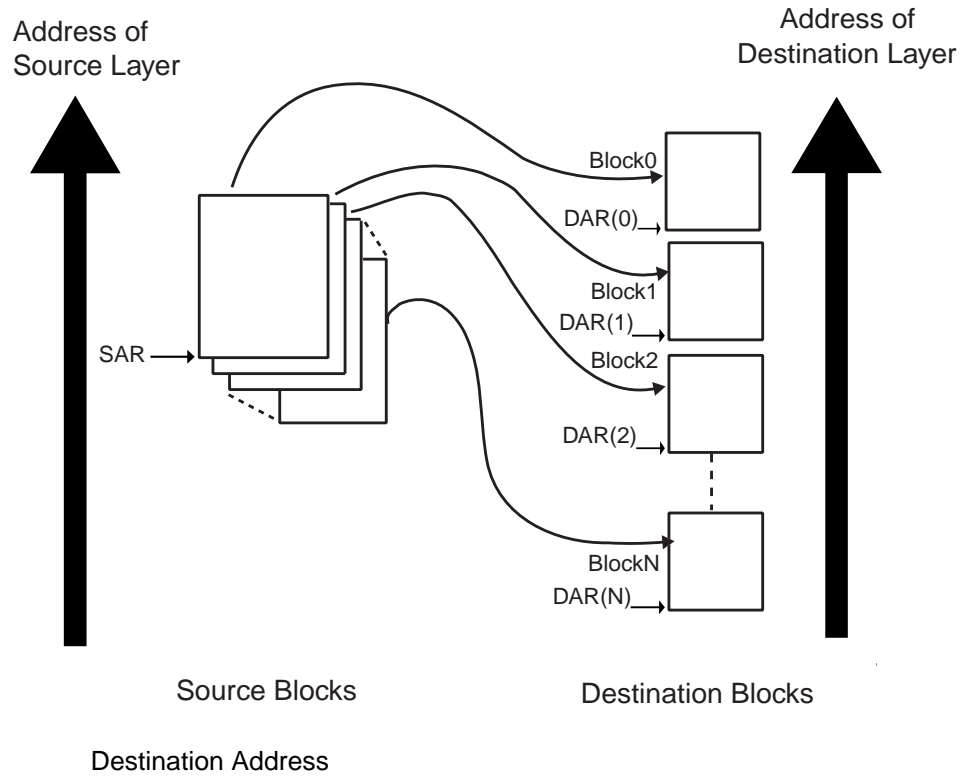 Address of
Source Layer
Address of
Destination Layer
Block0
DAR(0)
Block1
DAR(1)
SAR
Block2
DAR(2)
BlockN
DAR(N)
Source Blocks
Destination Blocks
Destination Address